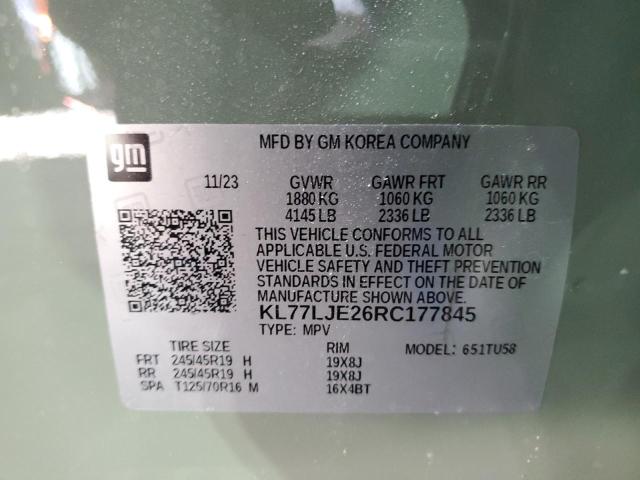 gm
MFD BY GM KOREA COMPANY
11/23 GVWR GAWR FRT GAWR RR
1880 KG 1060 KG 1060 KG
4145 LB 2336 LB 2336 LB
THIS VEHICLE CONFORMS TO ALL
APPLICABLE U.S. FEDERAL MOTOR
VEHICLE SAFETY AND THEFT PREVENTION
STANDARDS IN EFFECT ON THE DATE OF
MANUFACTURE SHOWN ABOVE.
KL77LJE26RC177845
TYPE: MPV
TIRE SIZE RIM MODEL: 651TU58
FRT 245/45R19 H 19X8J
RR 245/45R19 H 19X8J
SPA T125/70R16 M 16X4BT